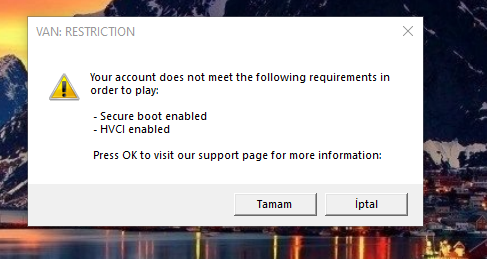 VAN: RESTRICTION
Your account does not meet the following requirements in
order to play:
- Secure boot enabled
- HVCI enabled
Press OK to visit our support page for more information:
Tamam
İptal